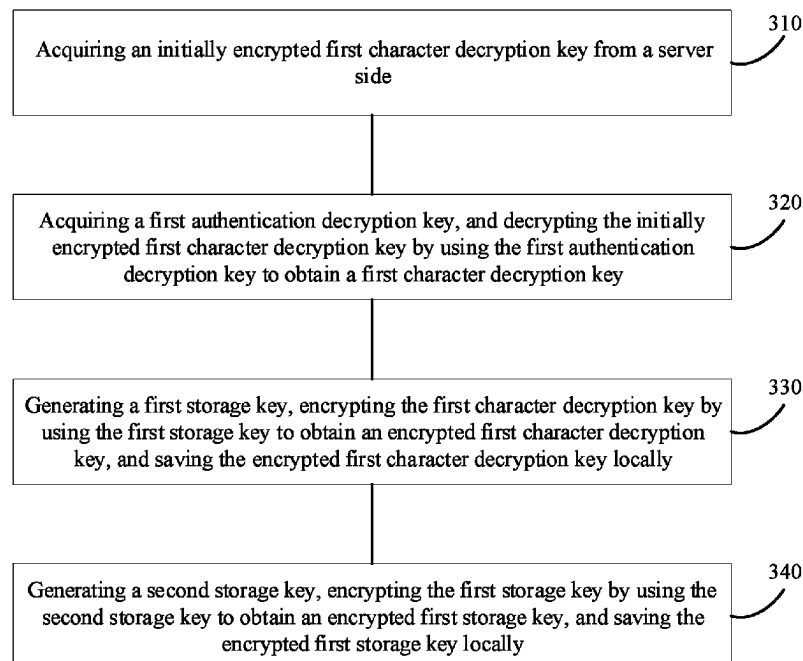 310
Acquiring an initially encrypted first character decryption key from a server
side
320
Acquiring a first authentication decryption key, and decrypting the initially
encrypted first character decryption key by using the first authentication
decryption key to obtain a first character decryption key
330
Generating a first storage key, encrypting the first character decryption key by
using the first storage key to obtain an encrypted first character decryption
key, and saving the encrypted first character decryption key locally
340
Generating a second storage key, encrypting the first storage key by using the
second storage key to obtain an encrypted first storage key, and saving the
encrypted first storage key locally